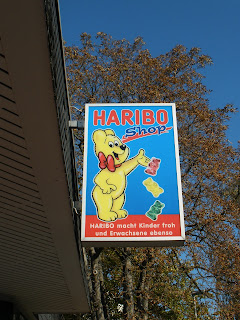 HARIBO
Shop
HARIBO macht Kinder froh
und Erwachsene ebenso